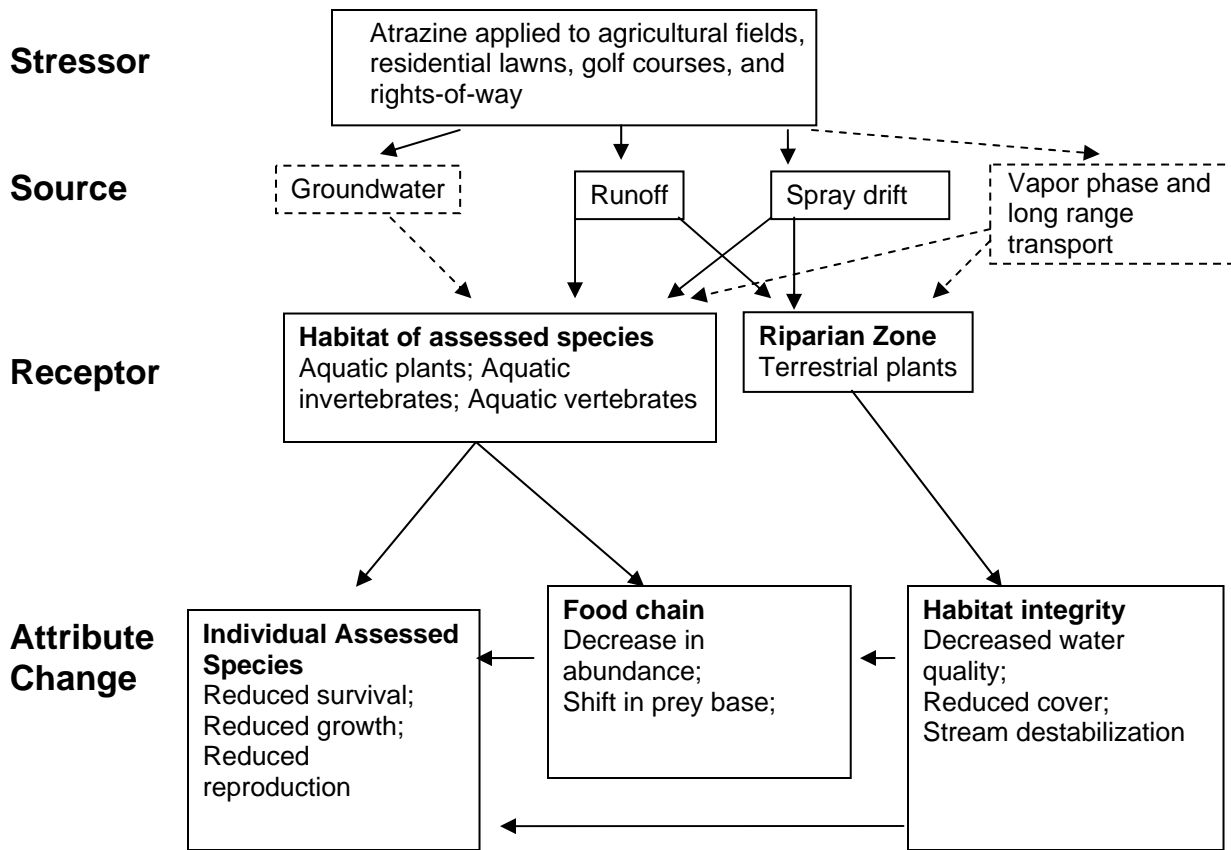 Stressor
Atrazine applied to agricultural fields,
residential lawns, golf courses, and
rights-of-way
Source
Groundwater
Runoff
Spray drift
Vapor phase and
long range
transport
Receptor
Habitat of assessed species
Aquatic plants; Aquatic
invertebrates; Aquatic vertebrates
Riparian Zone
Terrestrial plants
Attribute
Change
Individual Assessed
Species
Reduced survival;
Reduced growth;
Reduced
reproduction
Food chain
Decrease in
abundance;
Shift in prey base;
Habitat integrity
Decreased water
quality;
Reduced cover;
Stream destabilization